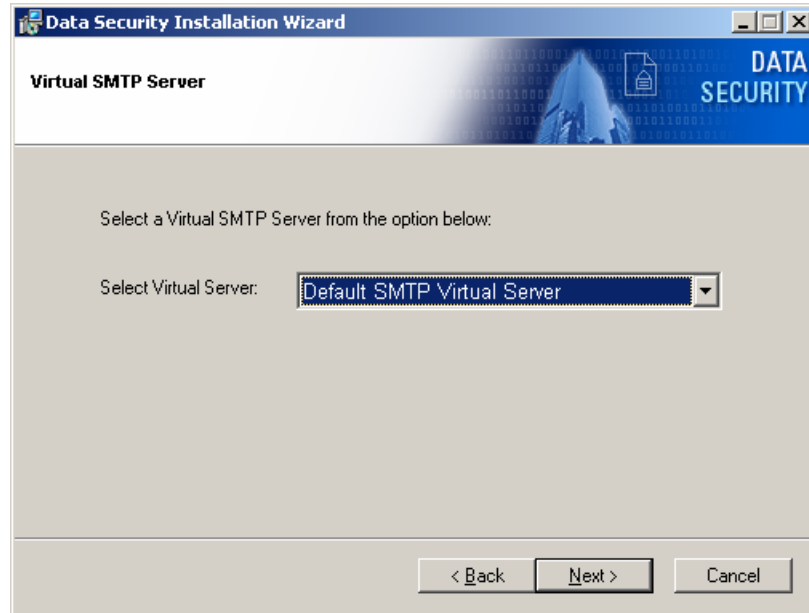 Data Security Installation Wizard
Virtual SMTP Server
DATA
SECURITY
Select a Virtual SMTP Server from the option below:
Select Virtual Server: Default SMTP Virtual Server
< Back Next > Cancel